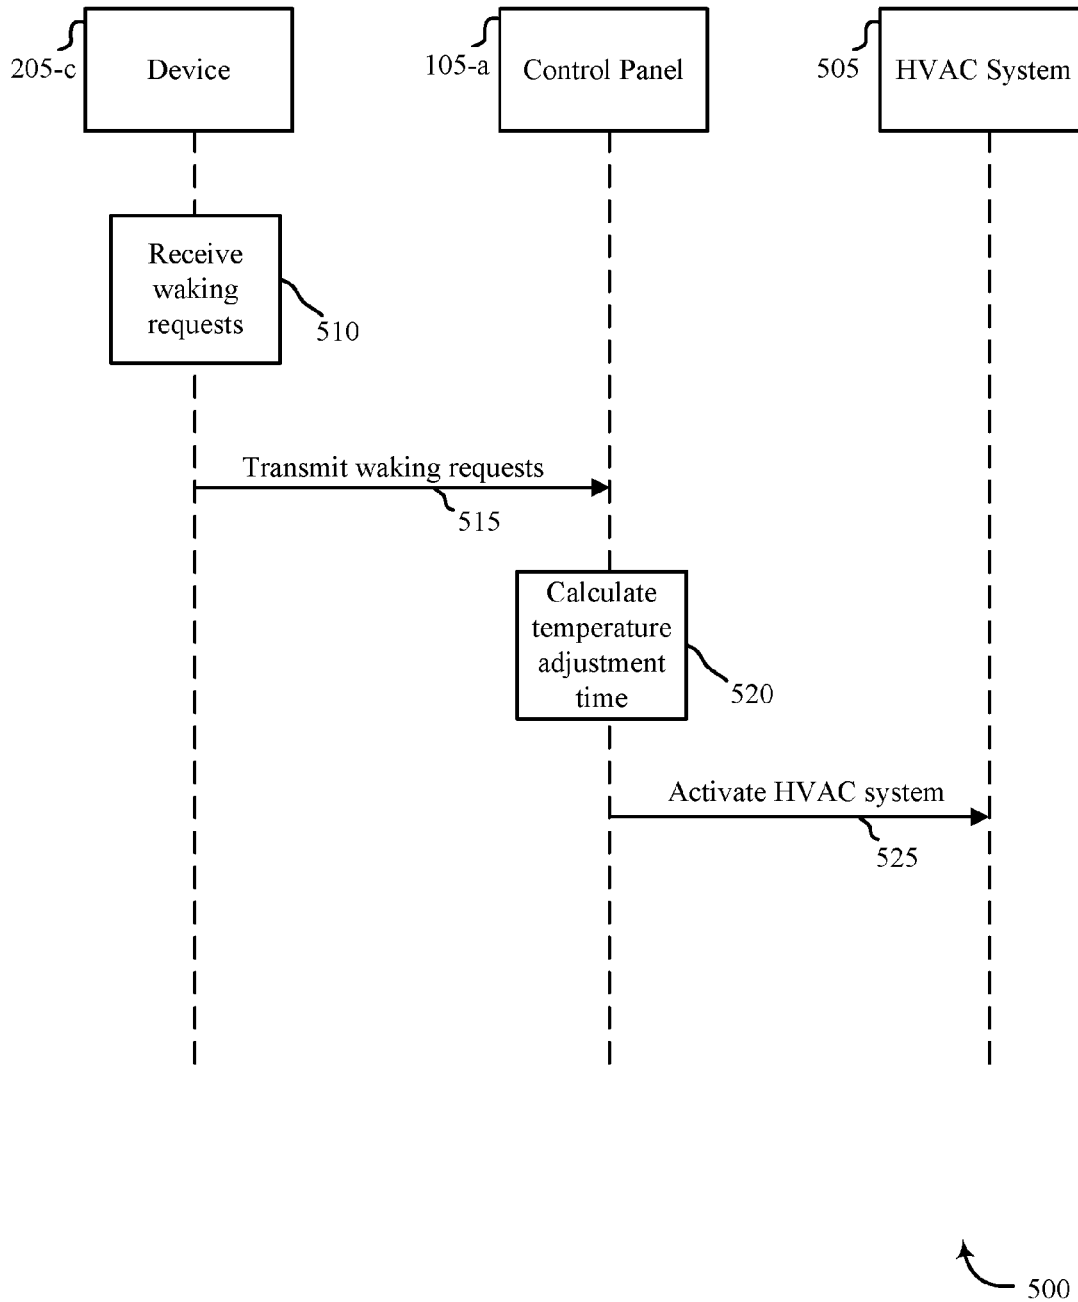 205-c
Device
105-a
Control Panel
505
HVAC System
Receive
waking
requests
510
Transmit waking requests
515
Calculate
temperature
adjustment
time
520
Activate HVAC system
525
500